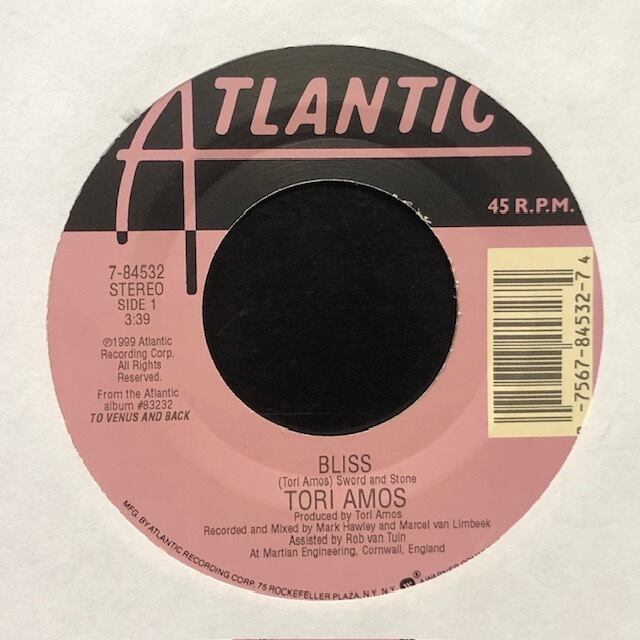 ATLANTIC
45 R.P.M.
7-84532
STEREO
SIDE 1
3:39
℗1999 Atlantic
Recording Corp.
All Rights
Reserved.
From the Atlantic
album #83232
TO VENUS AND BACK
7567-84532-7 4
BLISS
(Tori Amos) Sword and Stone
TORI AMOS
Produced by Tori Amos
Recorded and Mixed by Mark Hawley and Marcel van Limbeek
Assisted by Rob van Tuin
At Martian Engineering, Cornwall, England
MFG. BY ATLANTIC RECORDING CORP. 75 ROCKEFELLER PLAZA, N.Y. N.Y. ® A WARNER